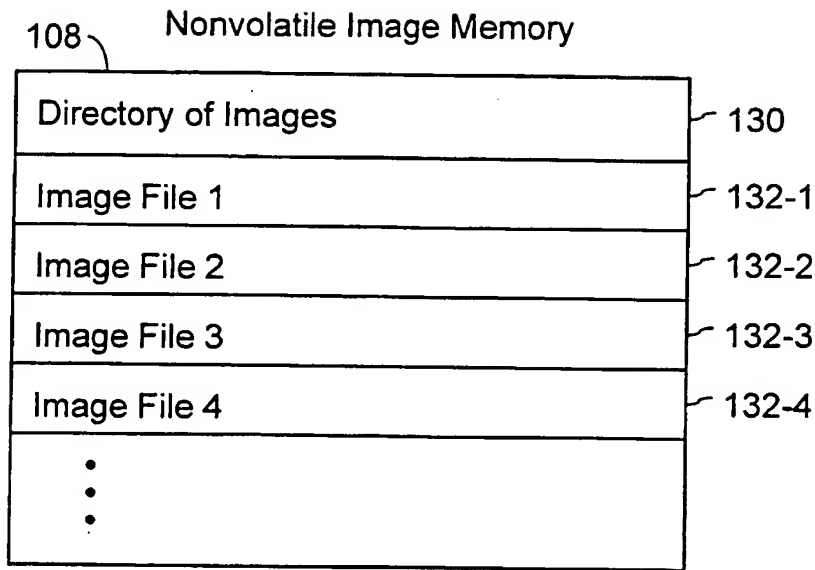 Nonvolatile Image Memory
108
Directory of Images 130
Image File 1 132-1
Image File 2 132-2
Image File 3 132-3
Image File 4 132-4